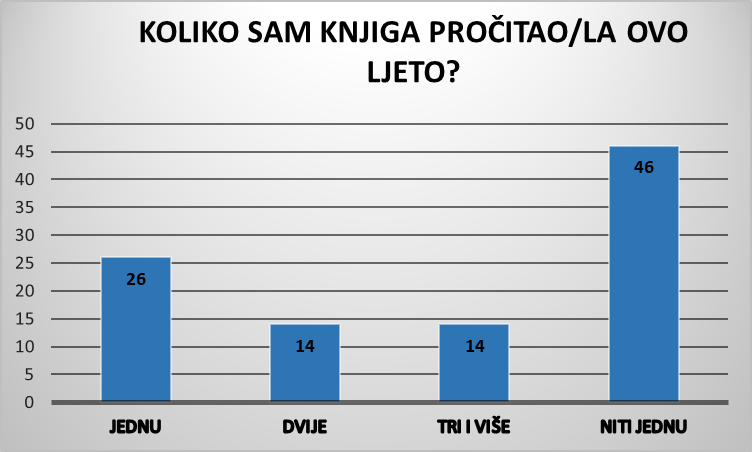 KOLIKO SAM KNJIGA PROČITAO/LA OVO
LJETO?
50
45
40
35
30
25
20
15
10
5
0
26
14
14
46
JEDNU
DVIJE
TRI I VIŠE
NITI JEDNU